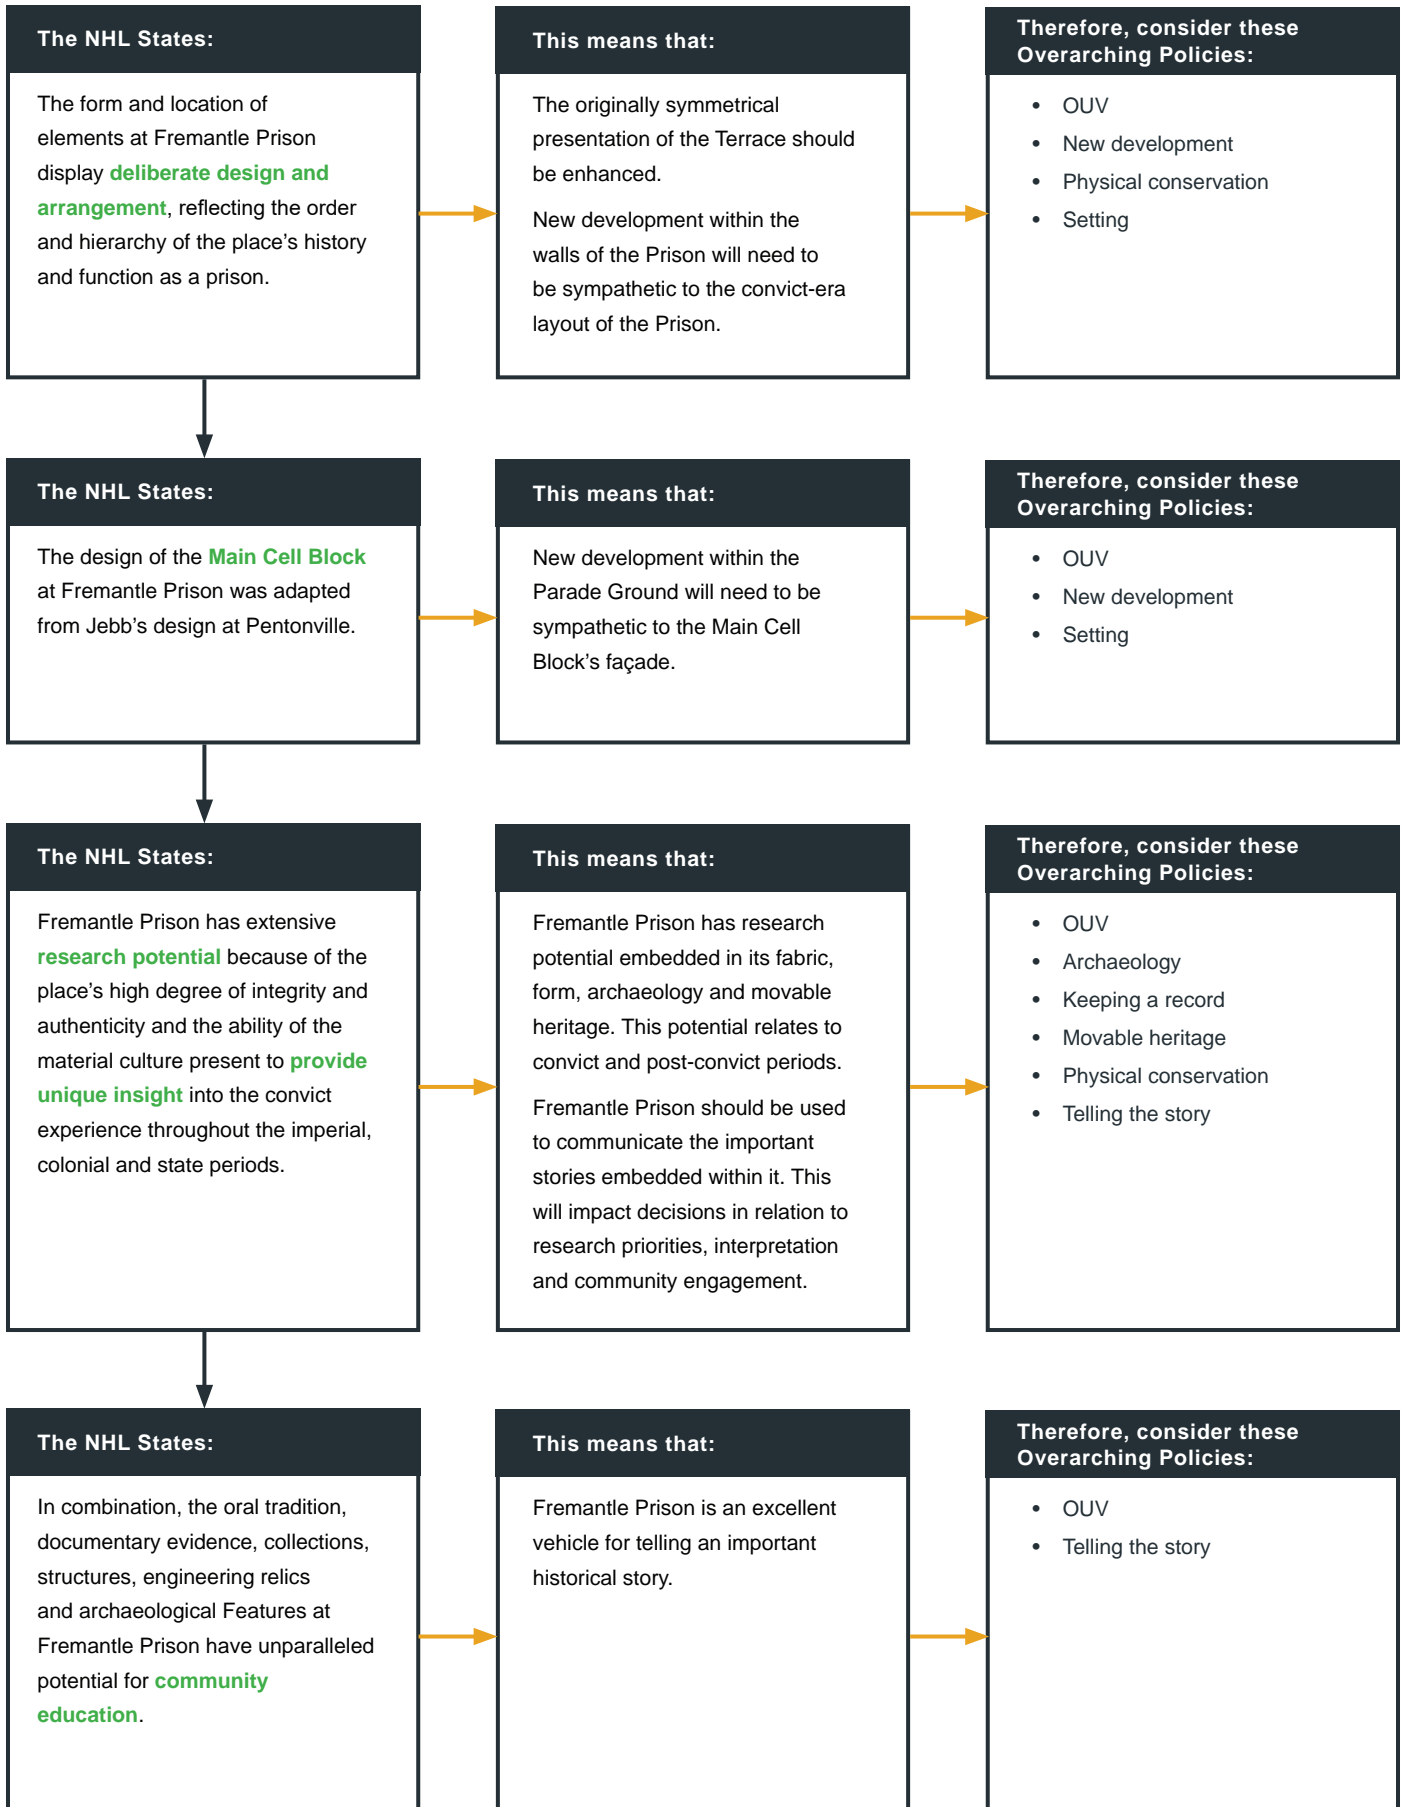 The NHL States:
The form and location of
elements at Fremantle Prison
display deliberate design and
arrangement, reflecting the order
and hierarchy of the place’s history
and function as a prison.
This means that:
The originally symmetrical
presentation of the Terrace should
be enhanced.
New development within the
walls of the Prison will need to
be sympathetic to the convict-era
layout of the Prison.
Therefore, consider these
Overarching Policies:
• OUV
• New development
• Physical conservation
• Setting
The NHL States:
The design of the Main Cell Block
at Fremantle Prison was adapted
from Jebb’s design at Pentonville.
This means that:
New development within the
Parade Ground will need to be
sympathetic to the Main Cell
Block’s façade.
Therefore, consider these
Overarching Policies:
• OUV
• New development
• Setting
The NHL States:
Fremantle Prison has extensive
research potential because of the
place’s high degree of integrity and
authenticity and the ability of the
material culture present to provide
unique insight into the convict
experience throughout the imperial,
colonial and state periods.
This means that:
Fremantle Prison has research
potential embedded in its fabric,
form, archaeology and movable
heritage. This potential relates to
convict and post-convict periods.
Fremantle Prison should be used
to communicate the important
stories embedded within it. This
will impact decisions in relation to
research priorities, interpretation
and community engagement.
Therefore, consider these
Overarching Policies:
• OUV
• Archaeology
• Keeping a record
• Movable heritage
• Physical conservation
• Telling the story
The NHL States:
In combination, the oral tradition,
documentary evidence, collections,
structures, engineering relics
and archaeological Features at
Fremantle Prison have unparalleled
potential for community
education.
This means that:
Fremantle Prison is an excellent
vehicle for telling an important
historical story.
Therefore, consider these
Overarching Policies:
• OUV
• Telling the story